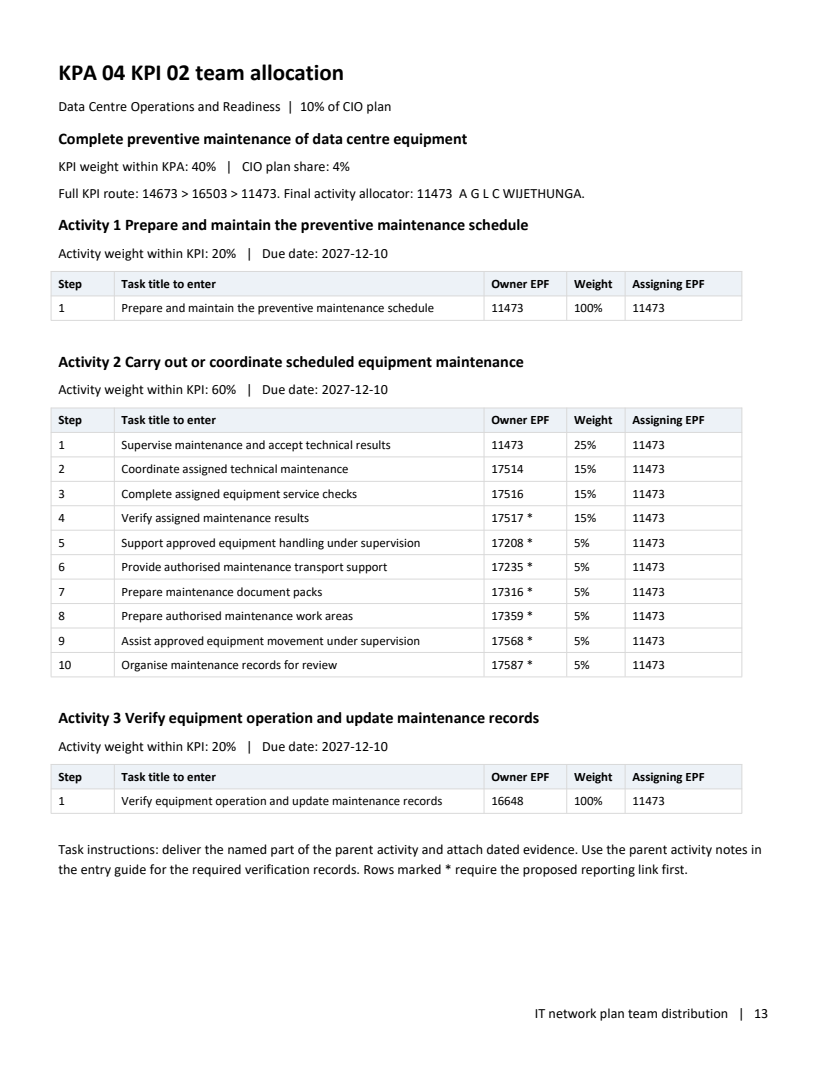 KPA 04 KPI 02 team allocation
Data Centre Operations and Readiness | 10% of CIO plan
Complete preventive maintenance of data centre equipment
KPI weight within KPA: 40% | CIO plan share: 4%
Full KPI route: 14673 > 16503 > 11473. Final activity allocator: 11473 A G L C WIJETHUNGA.
Activity 1 Prepare and maintain the preventive maintenance schedule
Activity weight within KPI: 20% | Due date: 2027-12-10
Step Task title to enter Owner EPF Weight Assigning EPF
1 Prepare and maintain the preventive maintenance schedule 11473 100% 11473
Activity 2 Carry out or coordinate scheduled equipment maintenance
Activity weight within KPI: 60% | Due date: 2027-12-10
Step Task title to enter Owner EPF Weight Assigning EPF
1 Supervise maintenance and accept technical results 11473 25% 11473
2 Coordinate assigned technical maintenance 17514 15% 11473
3 Complete assigned equipment service checks 17516 15% 11473
4 Verify assigned maintenance results 17517 * 15% 11473
5 Support approved equipment handling under supervision 17208 * 5% 11473
6 Provide authorised maintenance transport support 17235 * 5% 11473
7 Prepare maintenance document packs 17316 * 5% 11473
8 Prepare authorised maintenance work areas 17359 * 5% 11473
9 Assist approved equipment movement under supervision 17568 * 5% 11473
10 Organise maintenance records for review 17587 * 5% 11473
Activity 3 Verify equipment operation and update maintenance records
Activity weight within KPI: 20% | Due date: 2027-12-10
Step Task title to enter Owner EPF Weight Assigning EPF
1 Verify equipment operation and update maintenance records 16648 100% 11473
Task instructions: deliver the named part of the parent activity and attach dated evidence. Use the parent activity notes in
the entry guide for the required verification records. Rows marked * require the proposed reporting link first.
IT network plan team distribution | 13